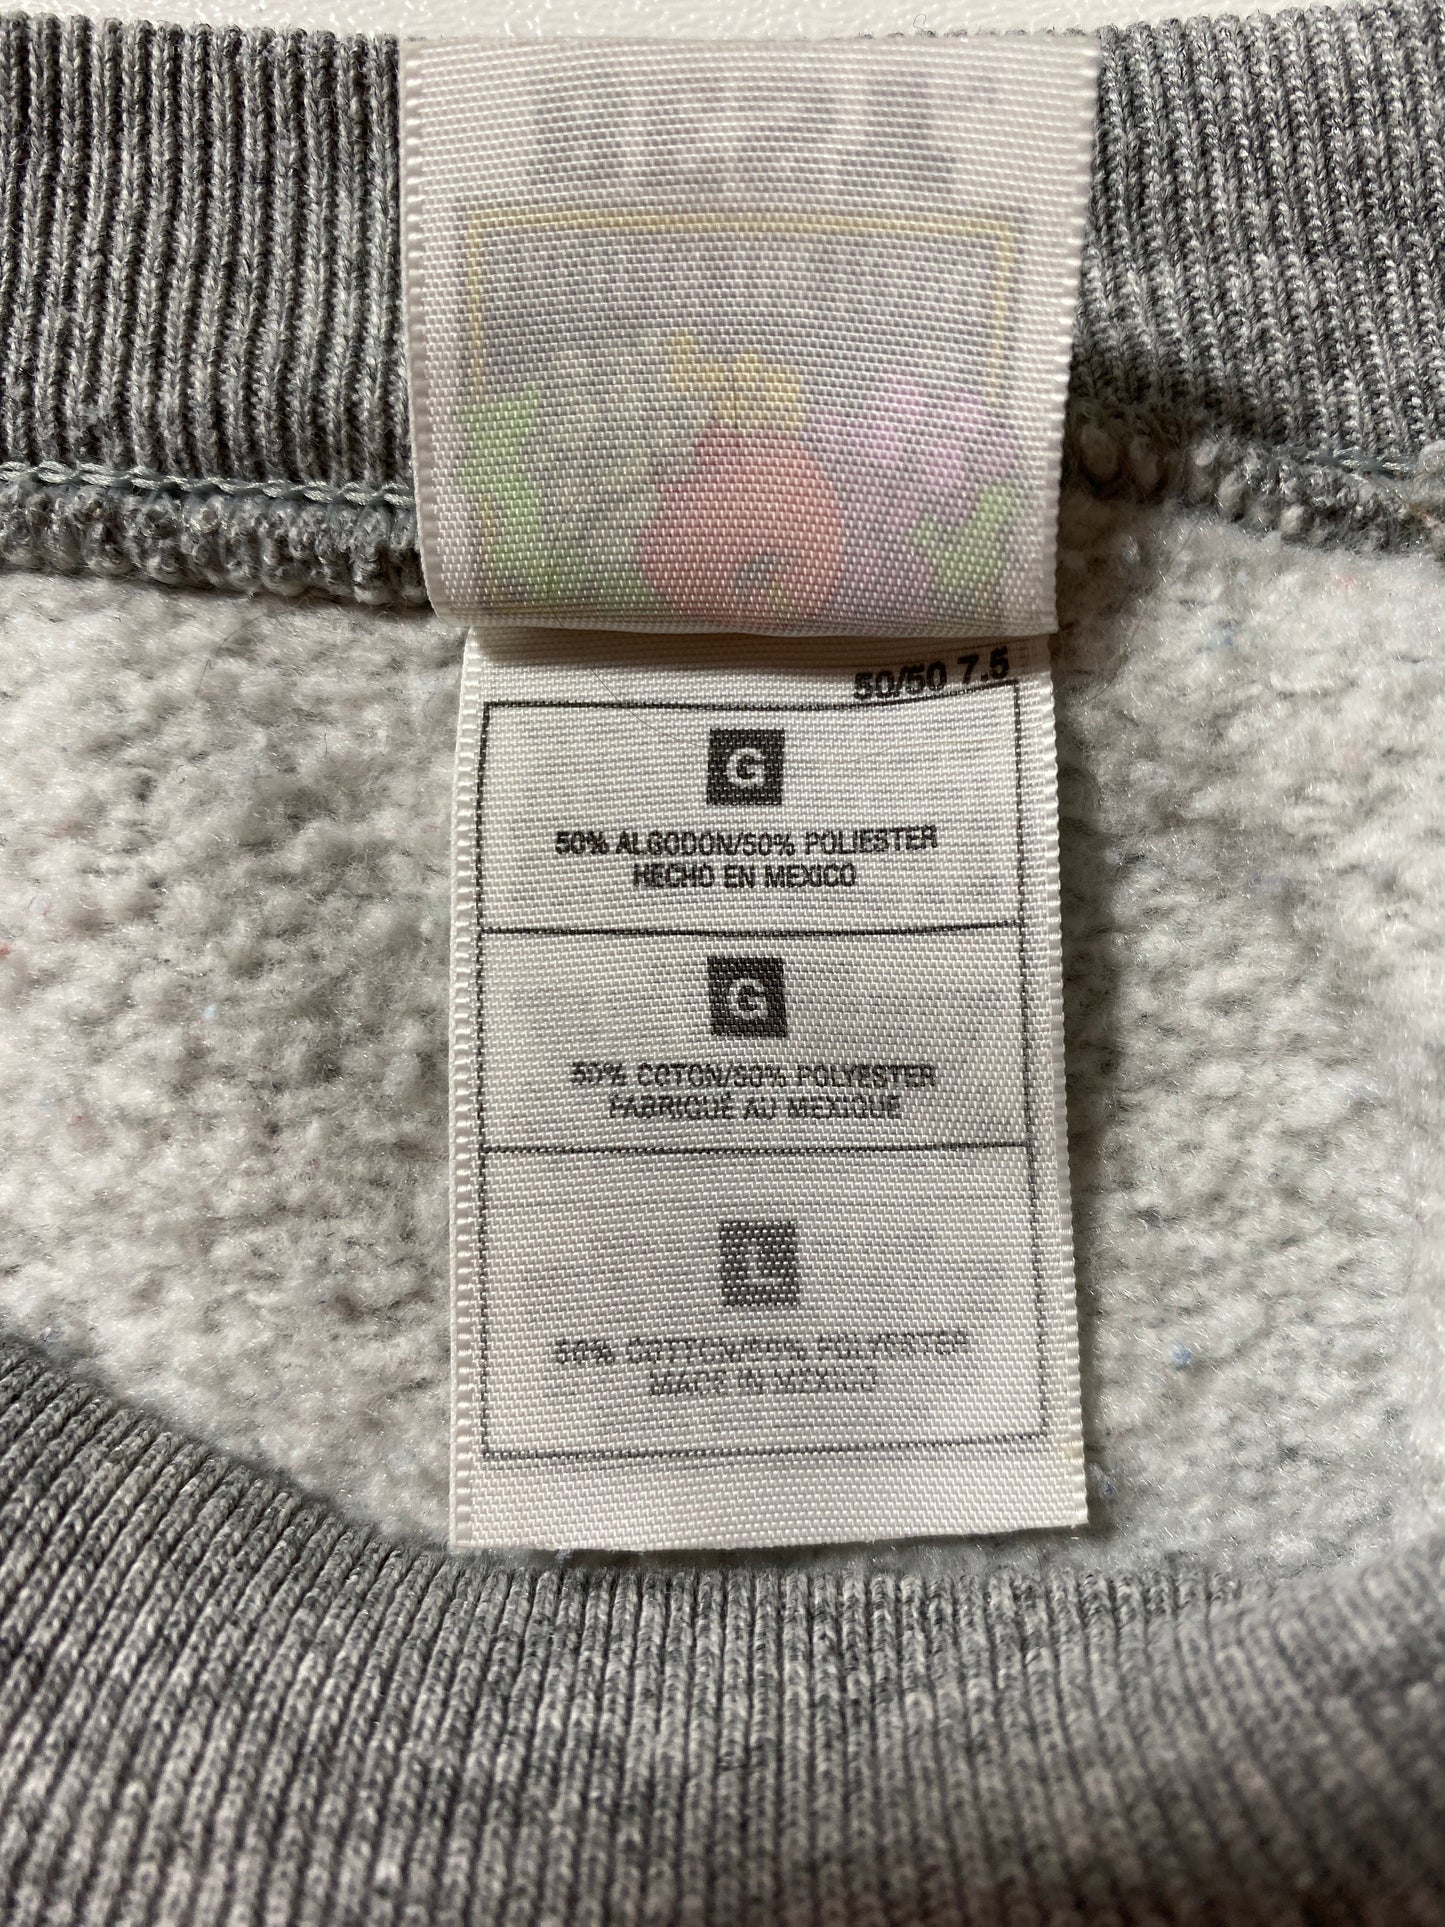 50/50 7.5
G
50% ALGODON/50% POLIESTER
HECHO EN MEXICO
G
50% COTON/50% POLYESTER
FABRIQUE AU MEXIQUE
L
50% COTTON/50% POLYESTER
MADE IN MEXICO